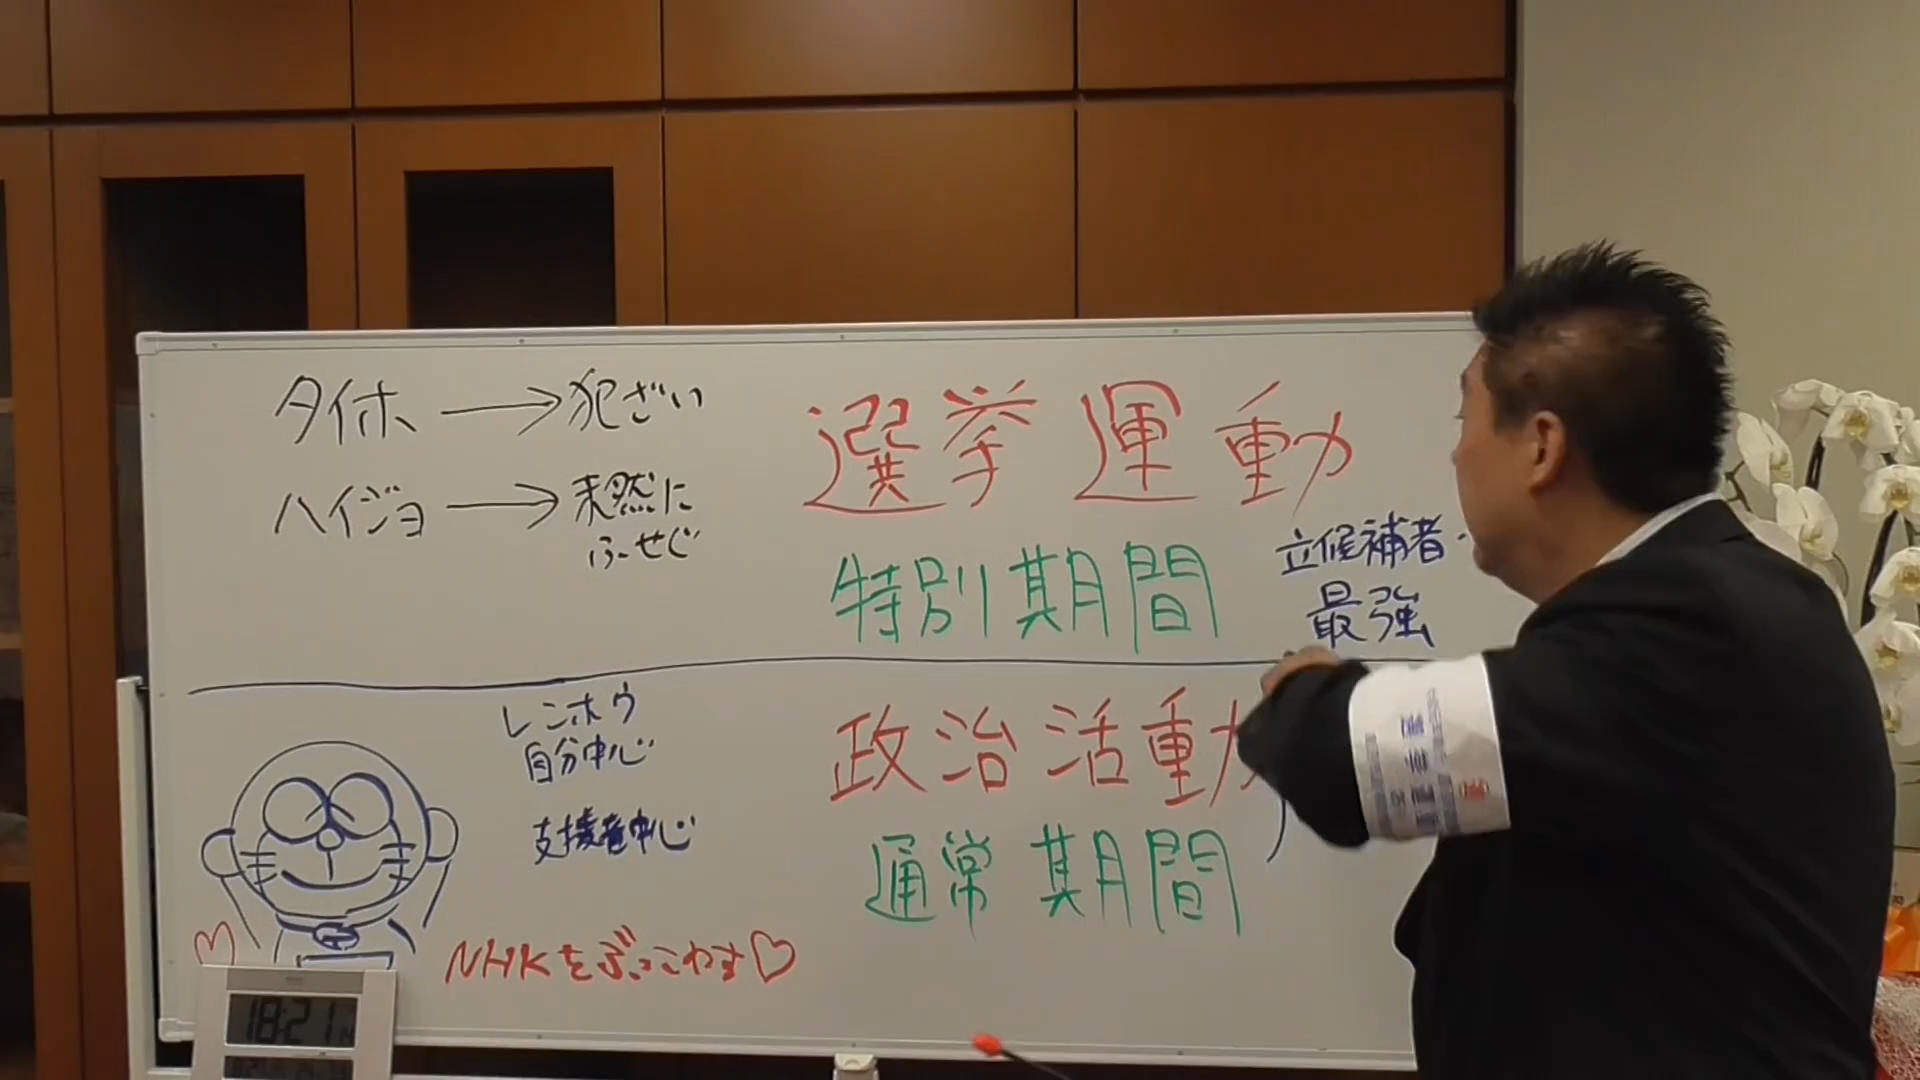 タイホ → 犯ざい
ハイジョ → 未然に
ふせぐ
選挙運動
特別期間
立候補者
最強
レンホウ
自分中心
支援者中心
政治活動
通常期間
NHKをぶっこわす♡
18:21